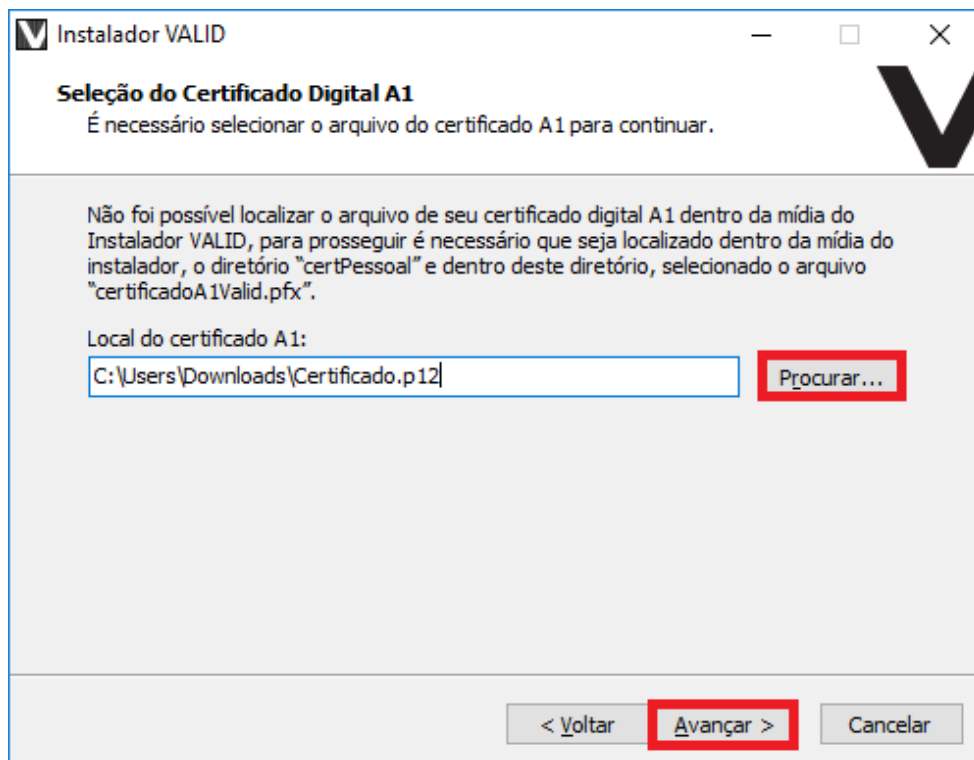 Instalador VALID
Seleção do Certificado Digital A1
É necessário selecionar o arquivo do certificado A1 para continuar.
Não foi possível localizar o arquivo de seu certificado digital A1 dentro da mídia do
Instalador VALID, para prosseguir é necessário que seja localizado dentro da mídia do
instalador, o diretório “certPessoal” e dentro deste diretório, selecionado o arquivo
“certificadoA1Valid.pfx”.
Local do certificado A1:
C:\Users\Downloads\Certificado.p12
Procurar...
< Voltar
Avançar >
Cancelar